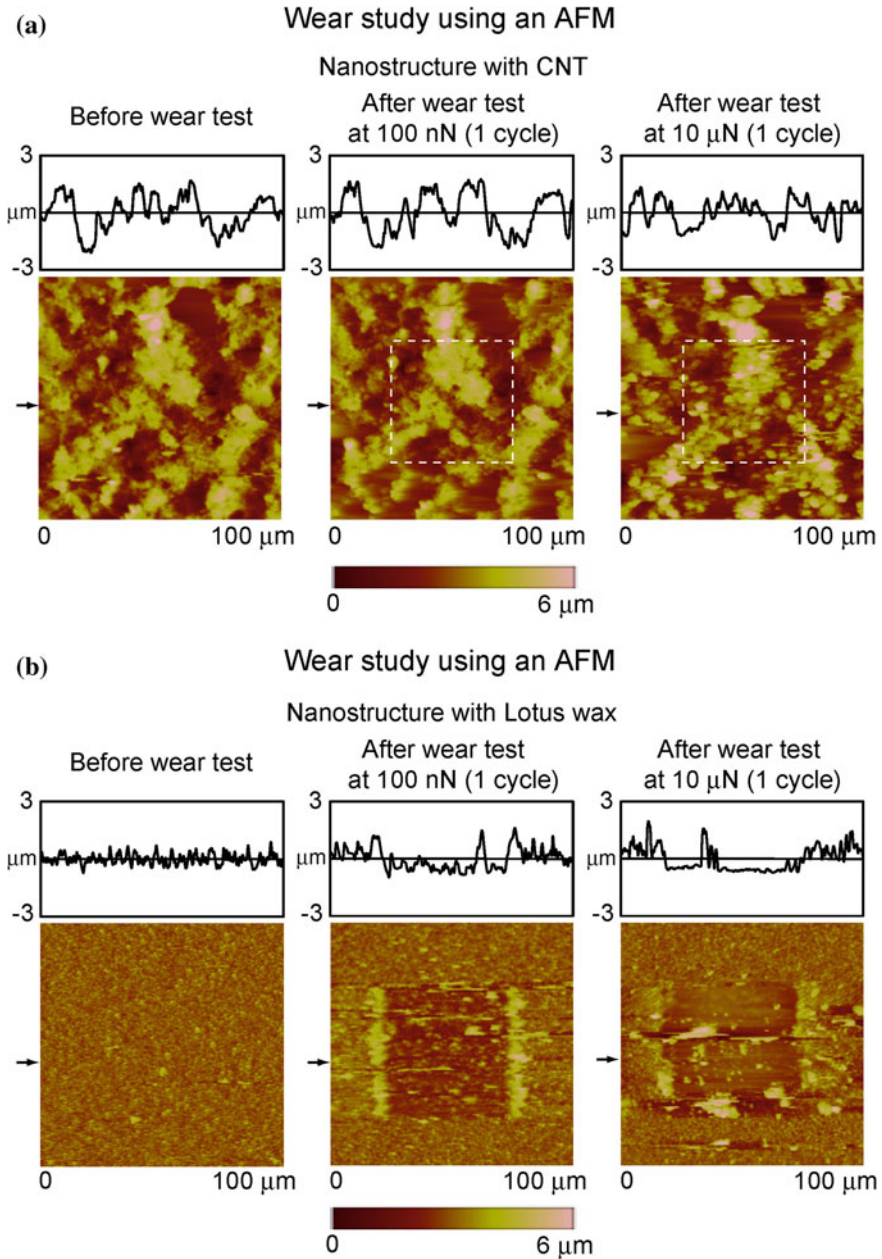 (a) Wear study using an AFM
Nanostructure with CNT
Before wear test
After wear test
at 100 nN (1 cycle)
After wear test
at 10 μN (1 cycle)
3
μm
-3
3
μm
-3
3
μm
-3
0 100 μm
0 100 μm
0 100 μm
0 6 μm
(b) Wear study using an AFM
Nanostructure with Lotus wax
Before wear test
After wear test
at 100 nN (1 cycle)
After wear test
at 10 μN (1 cycle)
3
μm
-3
3
μm
-3
3
μm
-3
0 100 μm
0 100 μm
0 100 μm
0 6 μm